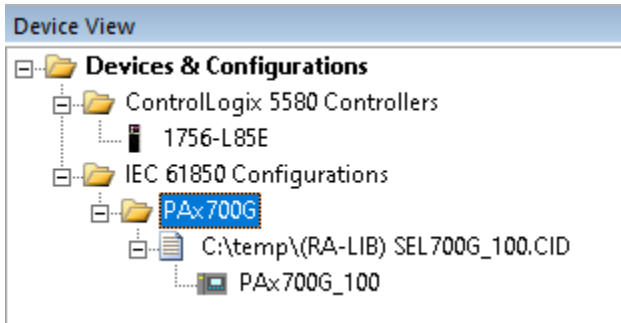 Device View
Devices & Configurations
ControlLogix 5580 Controllers
1756-L85E
IEC 61850 Configurations
PAx700G
C:\temp\(RA-LIB) SEL700G_100.CID
PAx700G_100